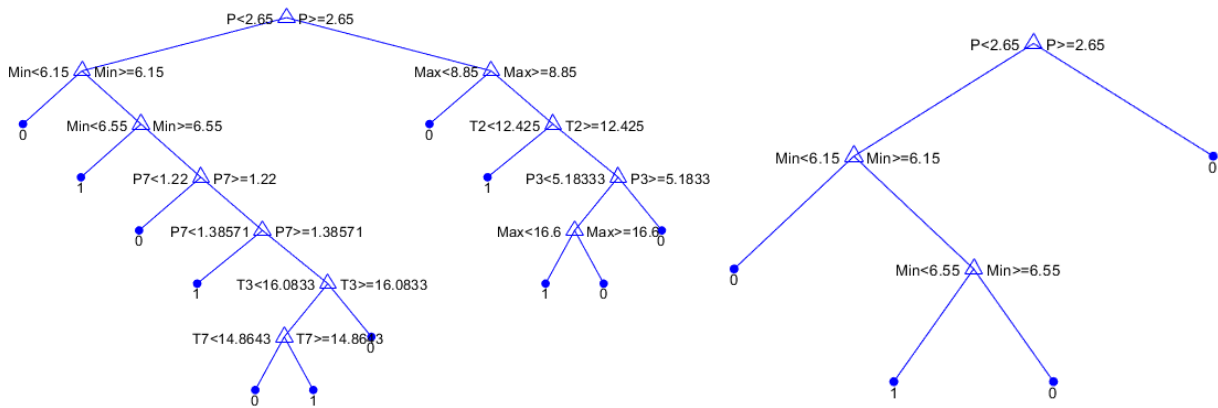 P<2.65 P>=2.65
Min<6.15 Min>=6.15
Max<8.85 Max>=8.85
0
Min<6.55 Min>=6.55
0
T2<12.425 T2>=12.425
1
P7<1.22 P7>=1.22
1
P3<5.18333 P3>=5.1833
0
P7<1.38571 P7>=1.38571
Max<16.6 Max>=16.6
0
1
T3<16.0833 T3>=16.0833
1
0
T7<14.8643 T7>=14.8643
0
0
1
P<2.65 P>=2.65
Min<6.15 Min>=6.15
0
0
Min<6.55 Min>=6.55
1
0